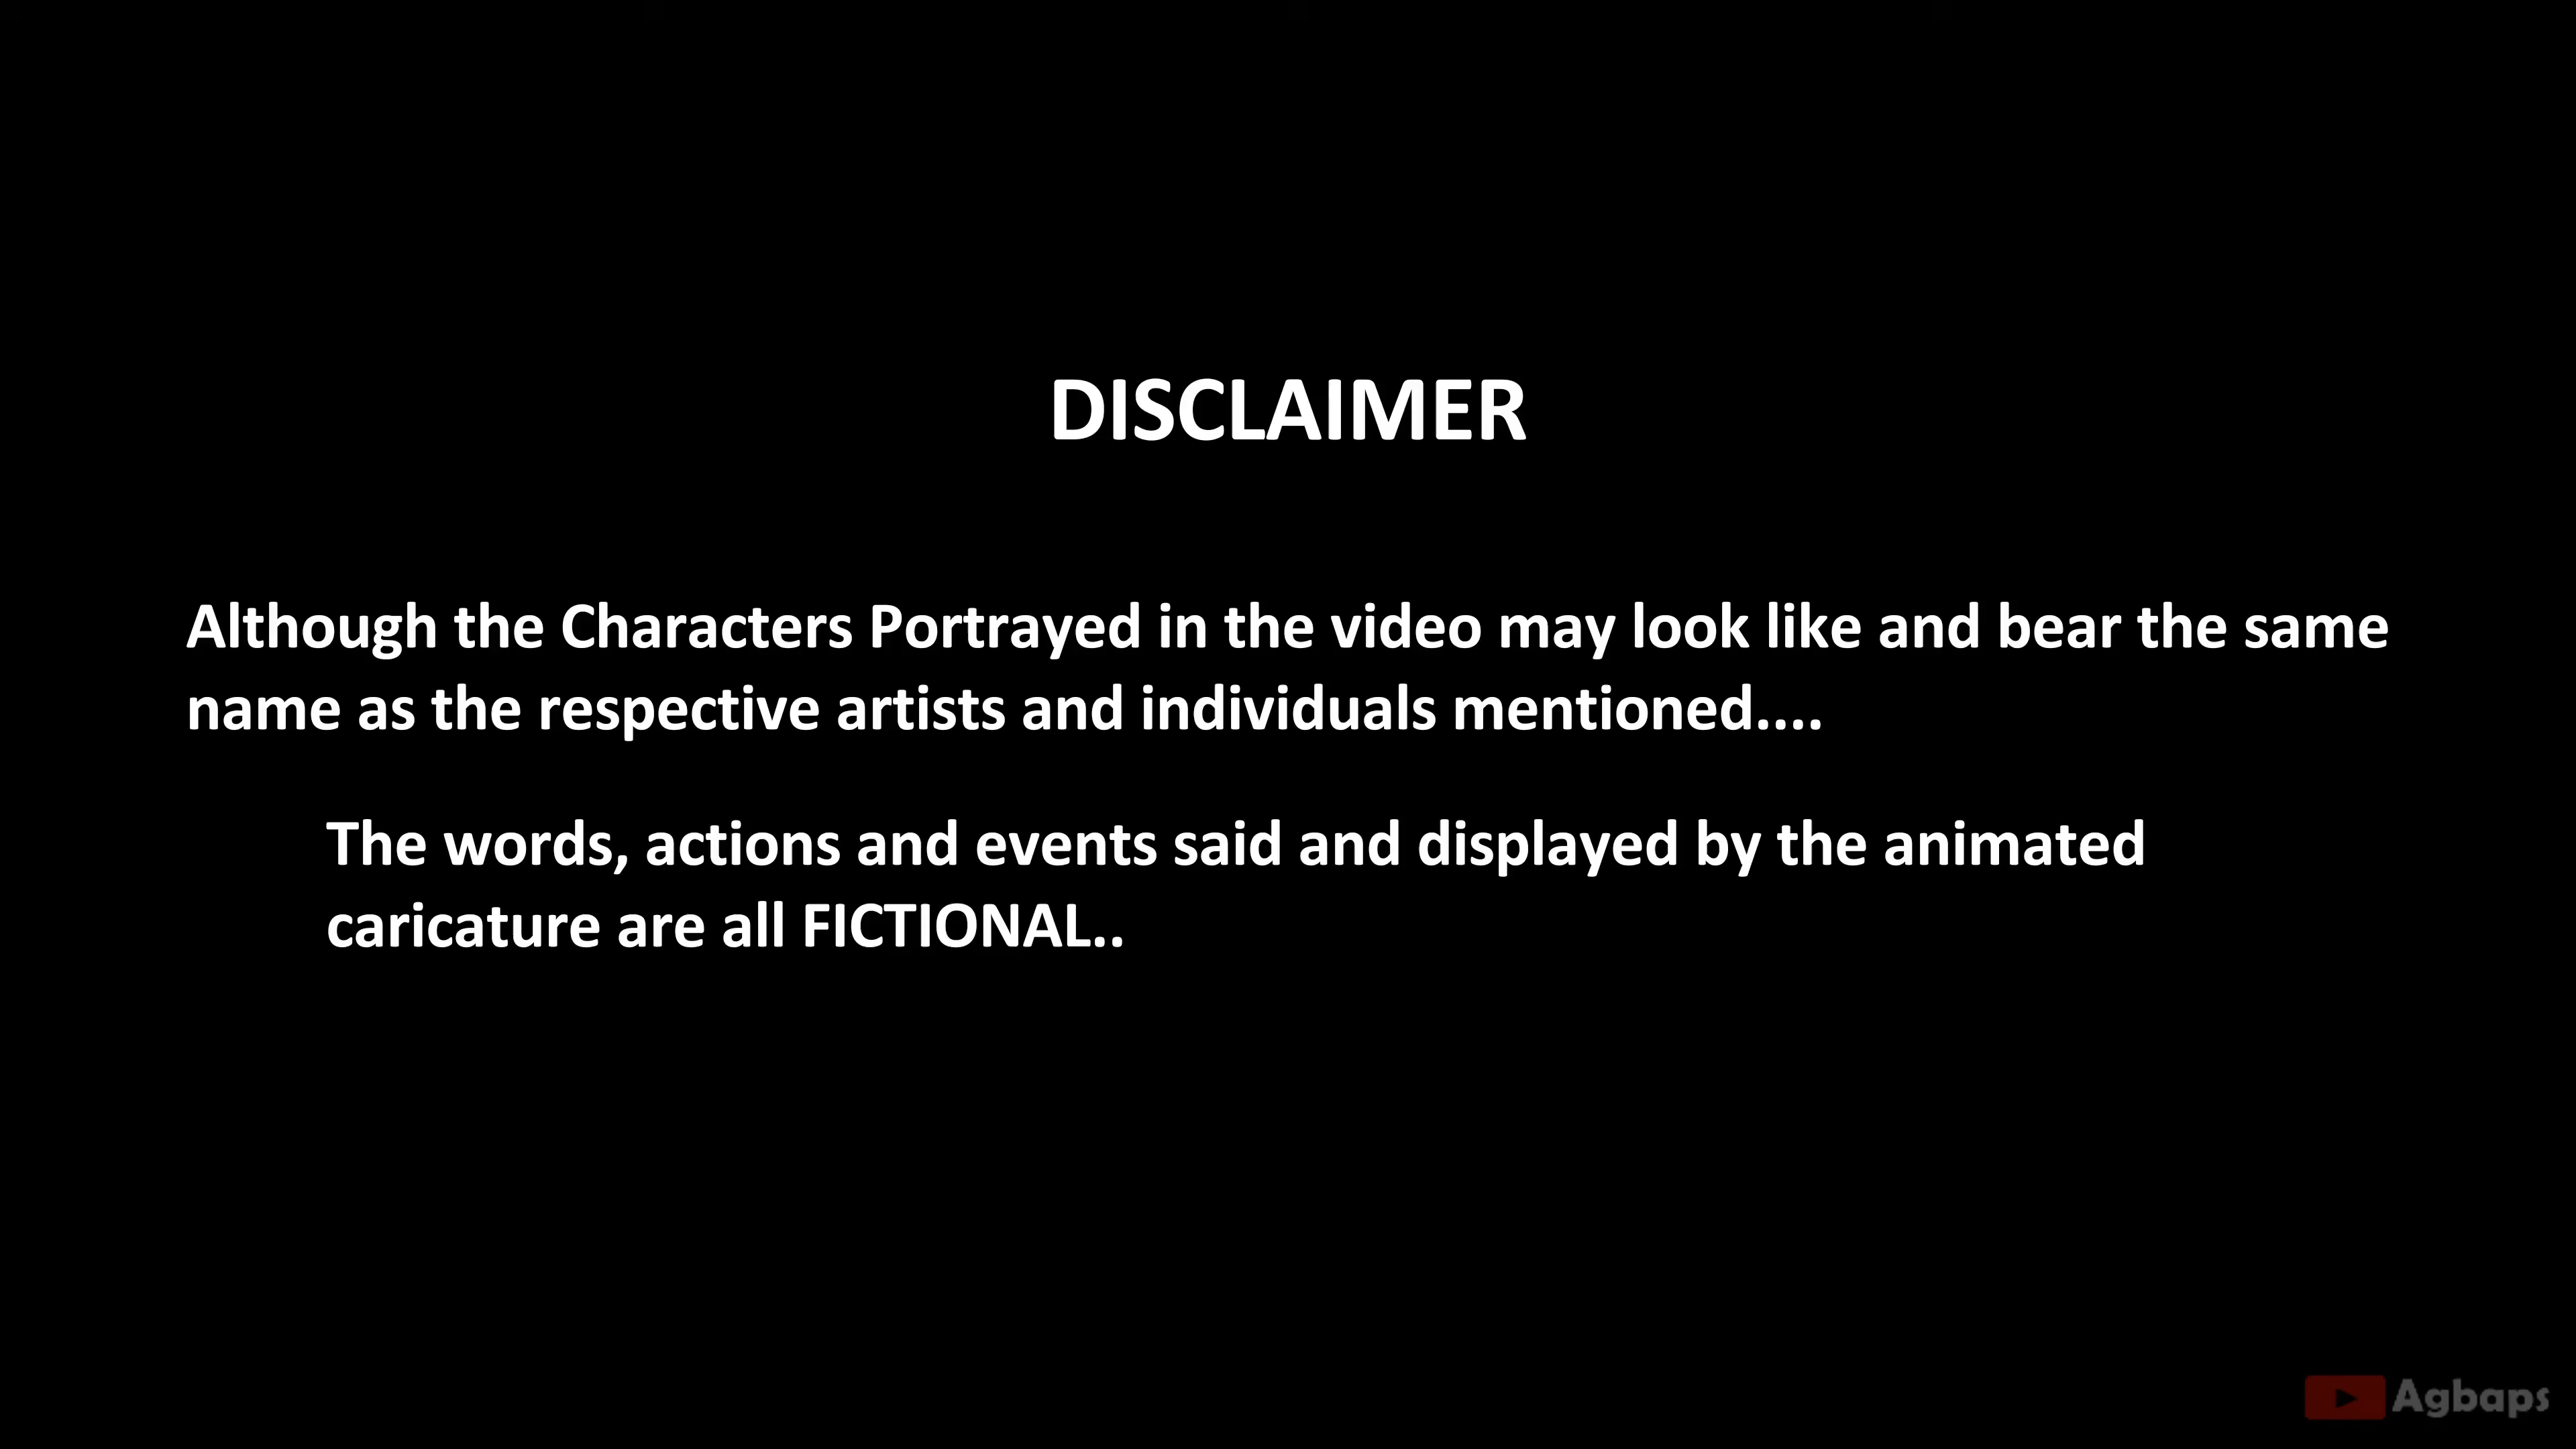 DISCLAIMER
Although the Characters Portrayed in the video may look like and bear the same
name as the respective artists and individuals mentioned....
The words, actions and events said and displayed by the animated
caricature are all FICTIONAL..
Agbaps